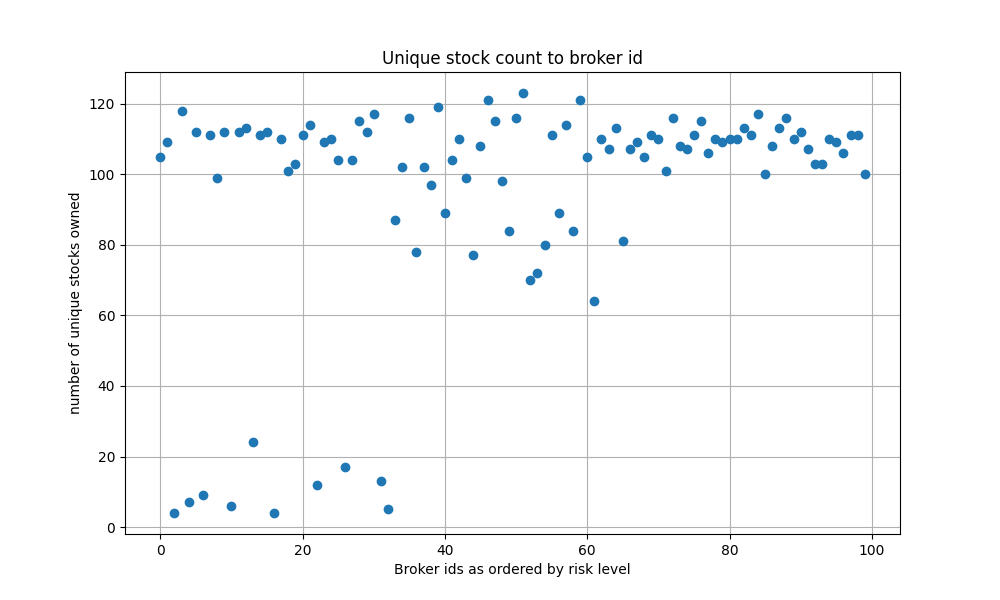 Unique stock count to broker id
number of unique stocks owned
120
100
80
60
40
20
0
0 20 40 60 80 100
Broker ids as ordered by risk level